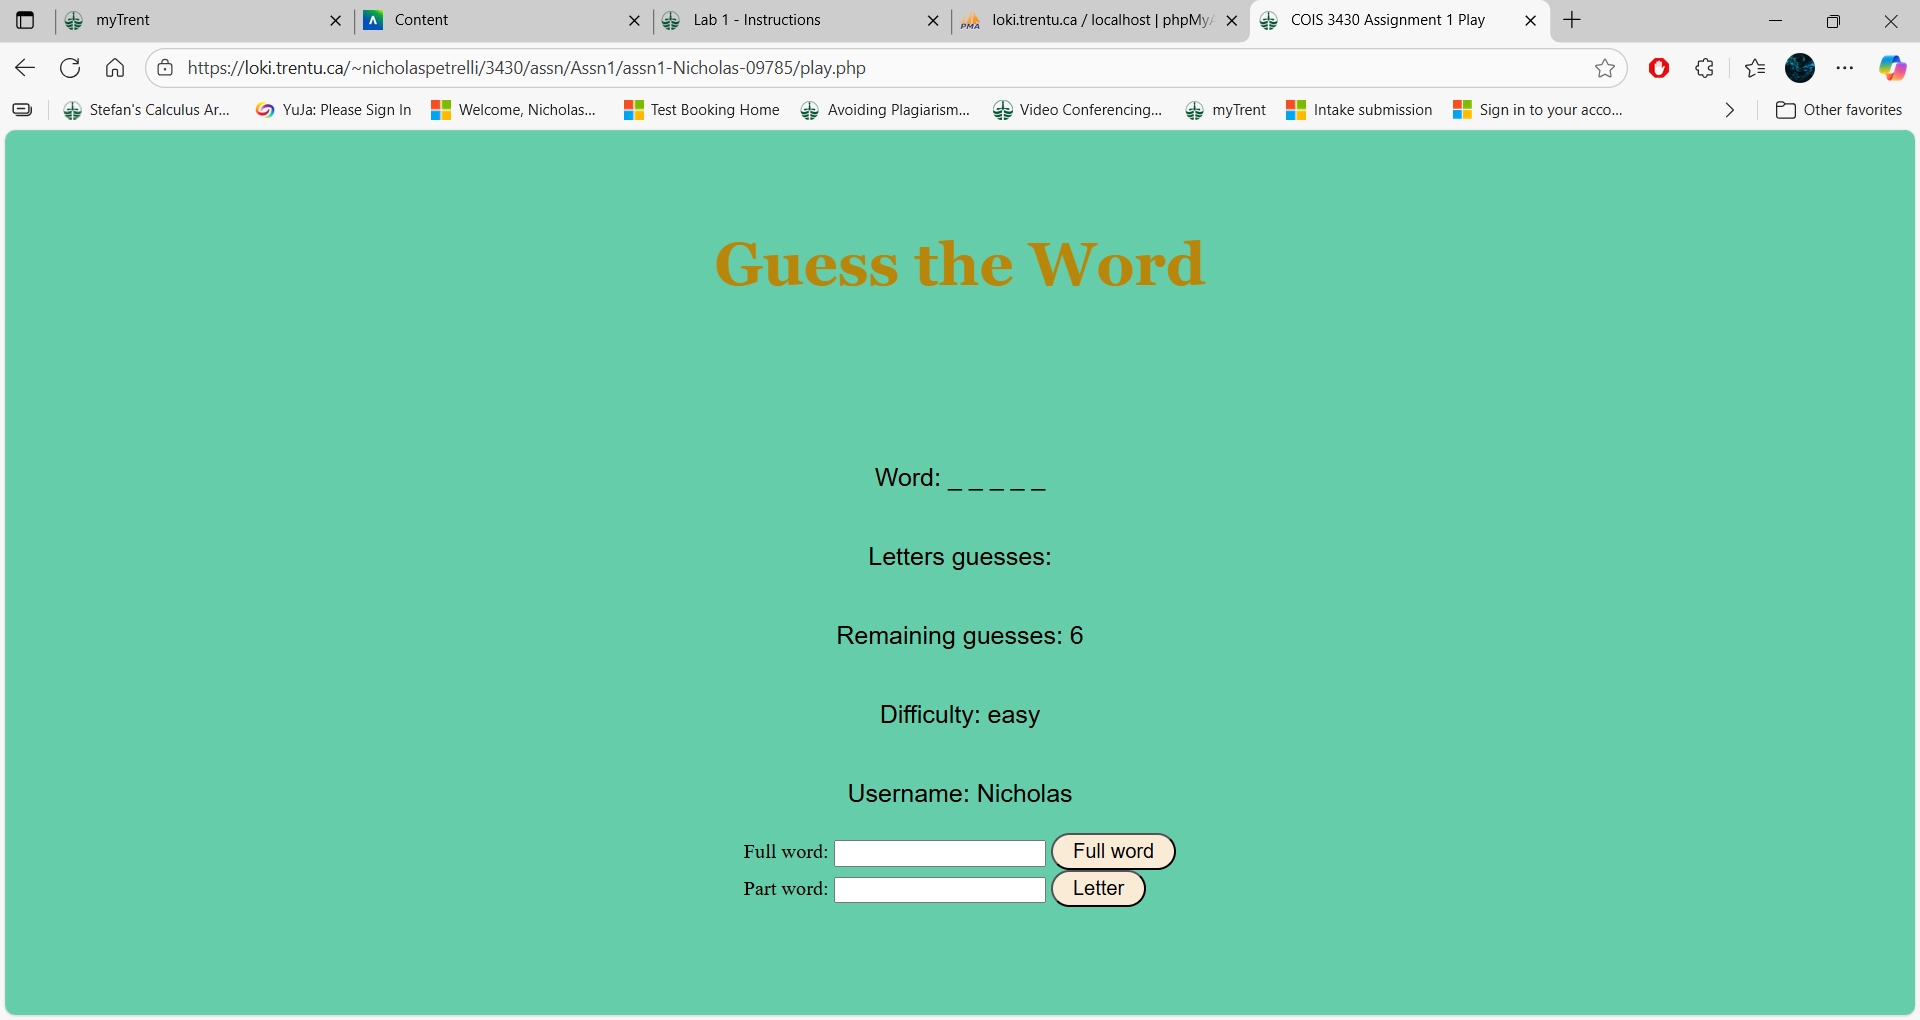 myTrent
Content
Lab 1 - Instructions
loki.trentu.ca / localhost | phpMyA
COIS 3430 Assignment 1 Play
https://loki.trentu.ca/~nicholaspetrelli/3430/assn/Assn1/assn1-Nicholas-09785/play.php
Stefan's Calculus Ar...
YuJa: Please Sign In
Welcome, Nicholas...
Test Booking Home
Avoiding Plagiarism...
Video Conferencing...
myTrent
Intake submission
Sign in to your acco...
Other favorites
Guess the Word
Word: _ _ _ _ _
Letters guesses:
Remaining guesses: 6
Difficulty: easy
Username: Nicholas
Full word: Full word
Part word: Letter